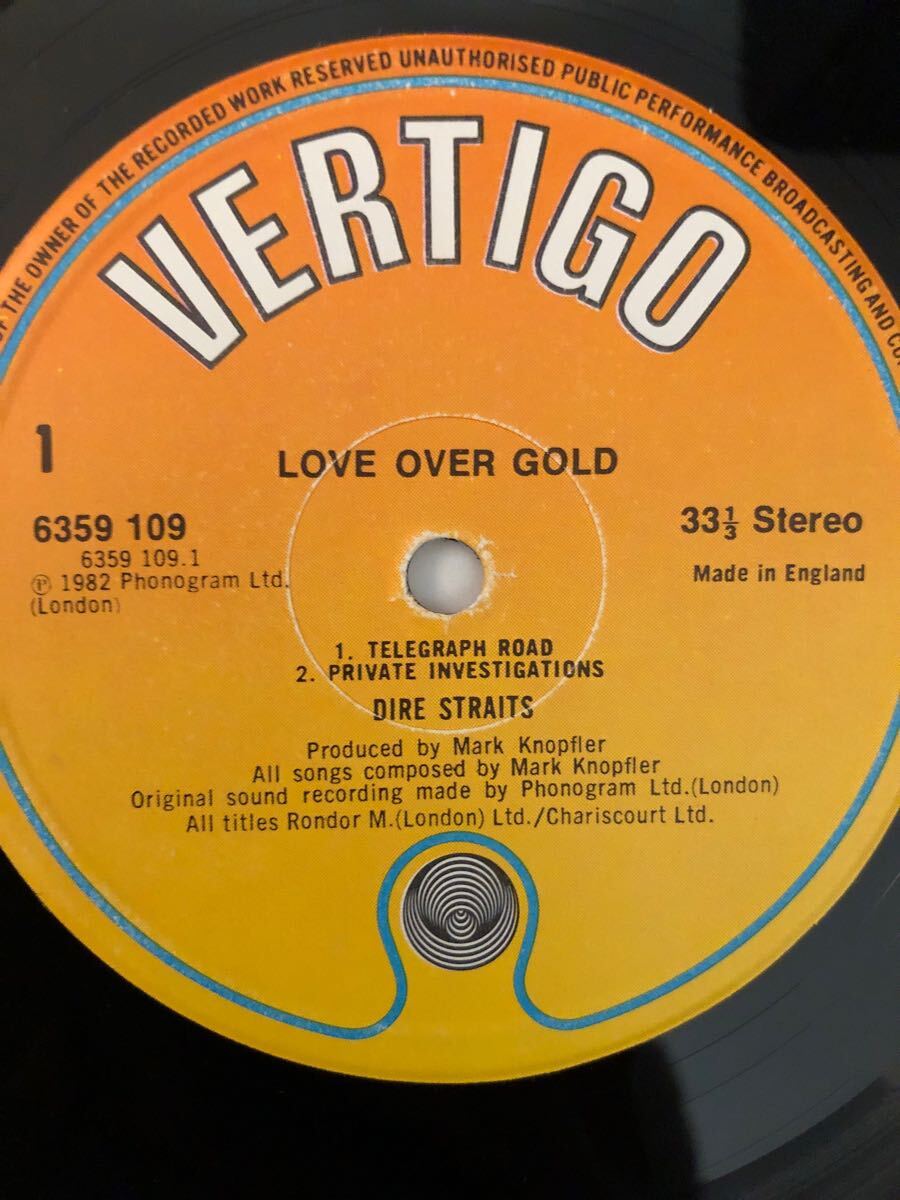 OF THE OWNER OF THE RECORDED WORK RESERVED UNAUTHORISED PUBLIC PERFORMANCE BROADCASTING AND
VERTIGO
1
LOVE OVER GOLD
6359 109
33⅓ Stereo
6359 109.1
Made in England
Ⓟ 1982 Phonogram Ltd.
(London)
1. TELEGRAPH ROAD
2. PRIVATE INVESTIGATIONS
DIRE STRAITS
Produced by Mark Knopfler
All songs composed by Mark Knopfler
Original sound recording made by Phonogram Ltd.(London)
All titles Rondor M.(London) Ltd./Chariscourt Ltd.